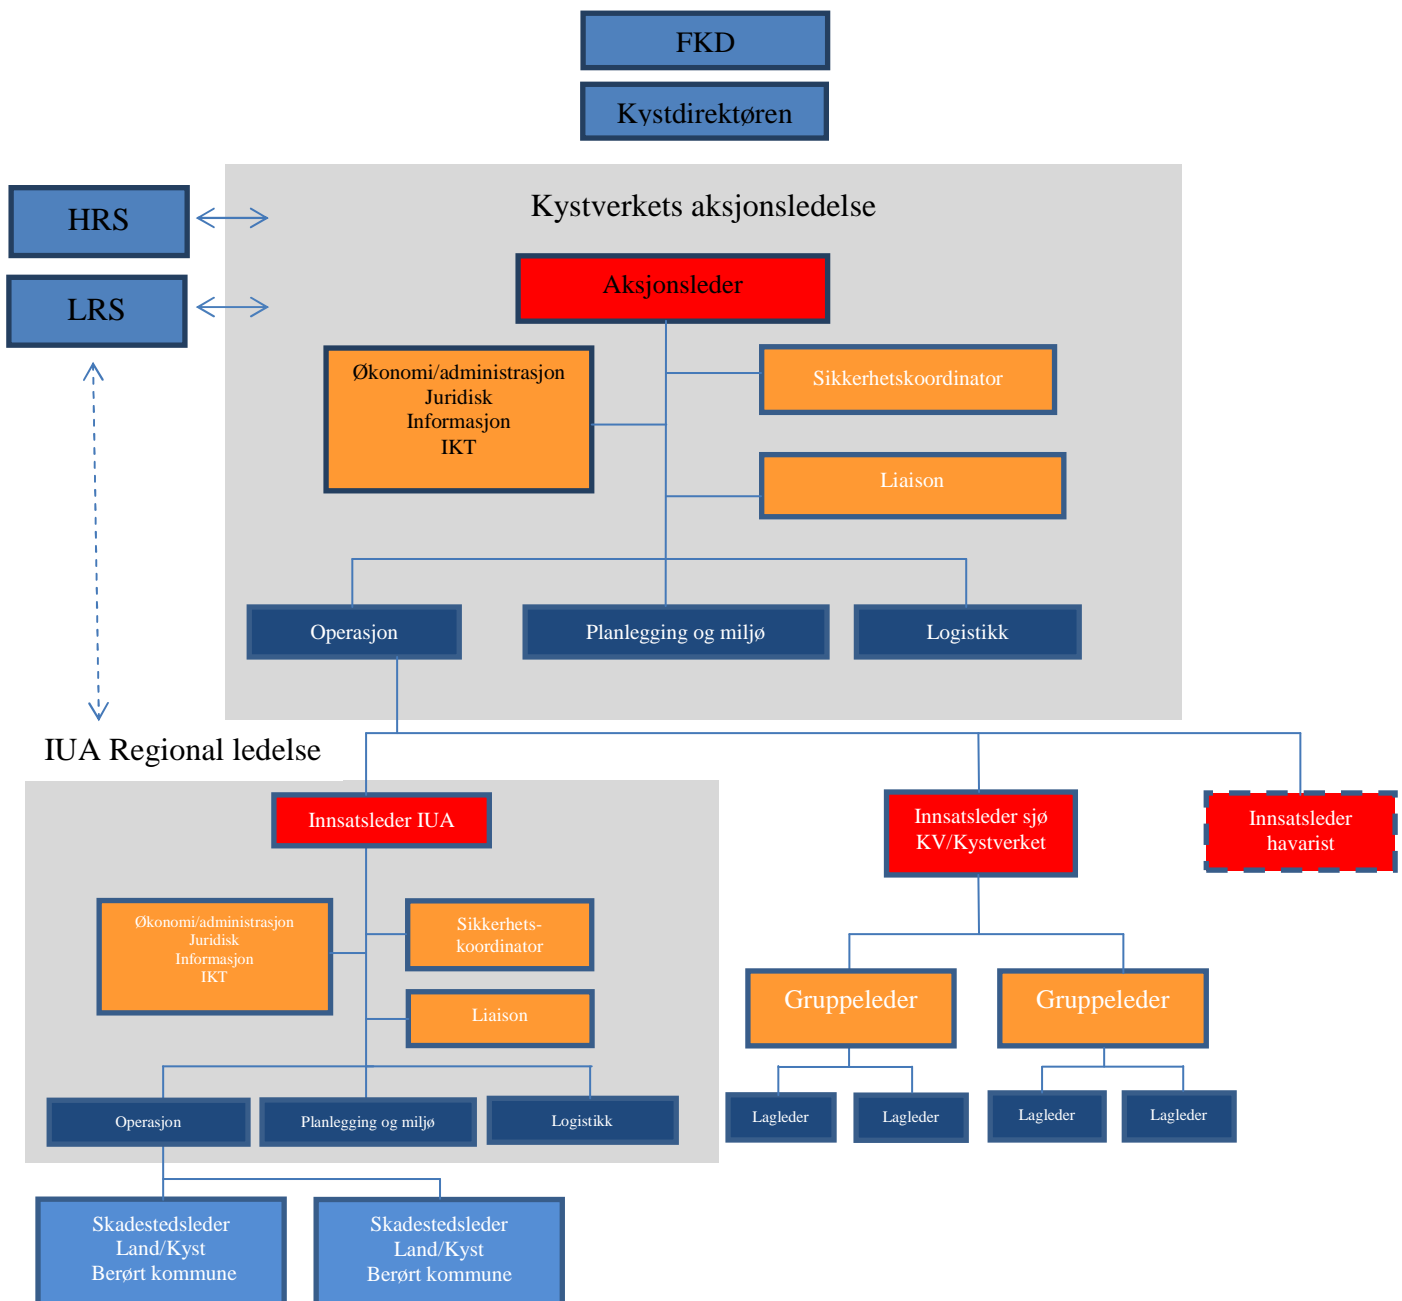 FKD
Kystdirektøren
Kystverkets aksjonsledelse
HRS
LRS
Aksjonsleder
Økonomi/administrasjon
Juridisk
Informasjon
IKT
Sikkerhetskoordinator
Liaison
Operasjon
Planlegging og miljø
Logistikk
IUA Regional ledelse
Innsatsleder IUA
Innsatsleder sjø
KV/Kystverket
Innsatsleder
havarist
Økonomi/administrasjon
Juridisk
Informasjon
IKT
Sikkerhets-
koordinator
Liaison
Gruppeleder
Gruppeleder
Operasjon
Planlegging og miljø
Logistikk
Lagleder
Lagleder
Lagleder
Lagleder
Skadestedsleder
Land/Kyst
Berørt kommune
Skadestedsleder
Land/Kyst
Berørt kommune